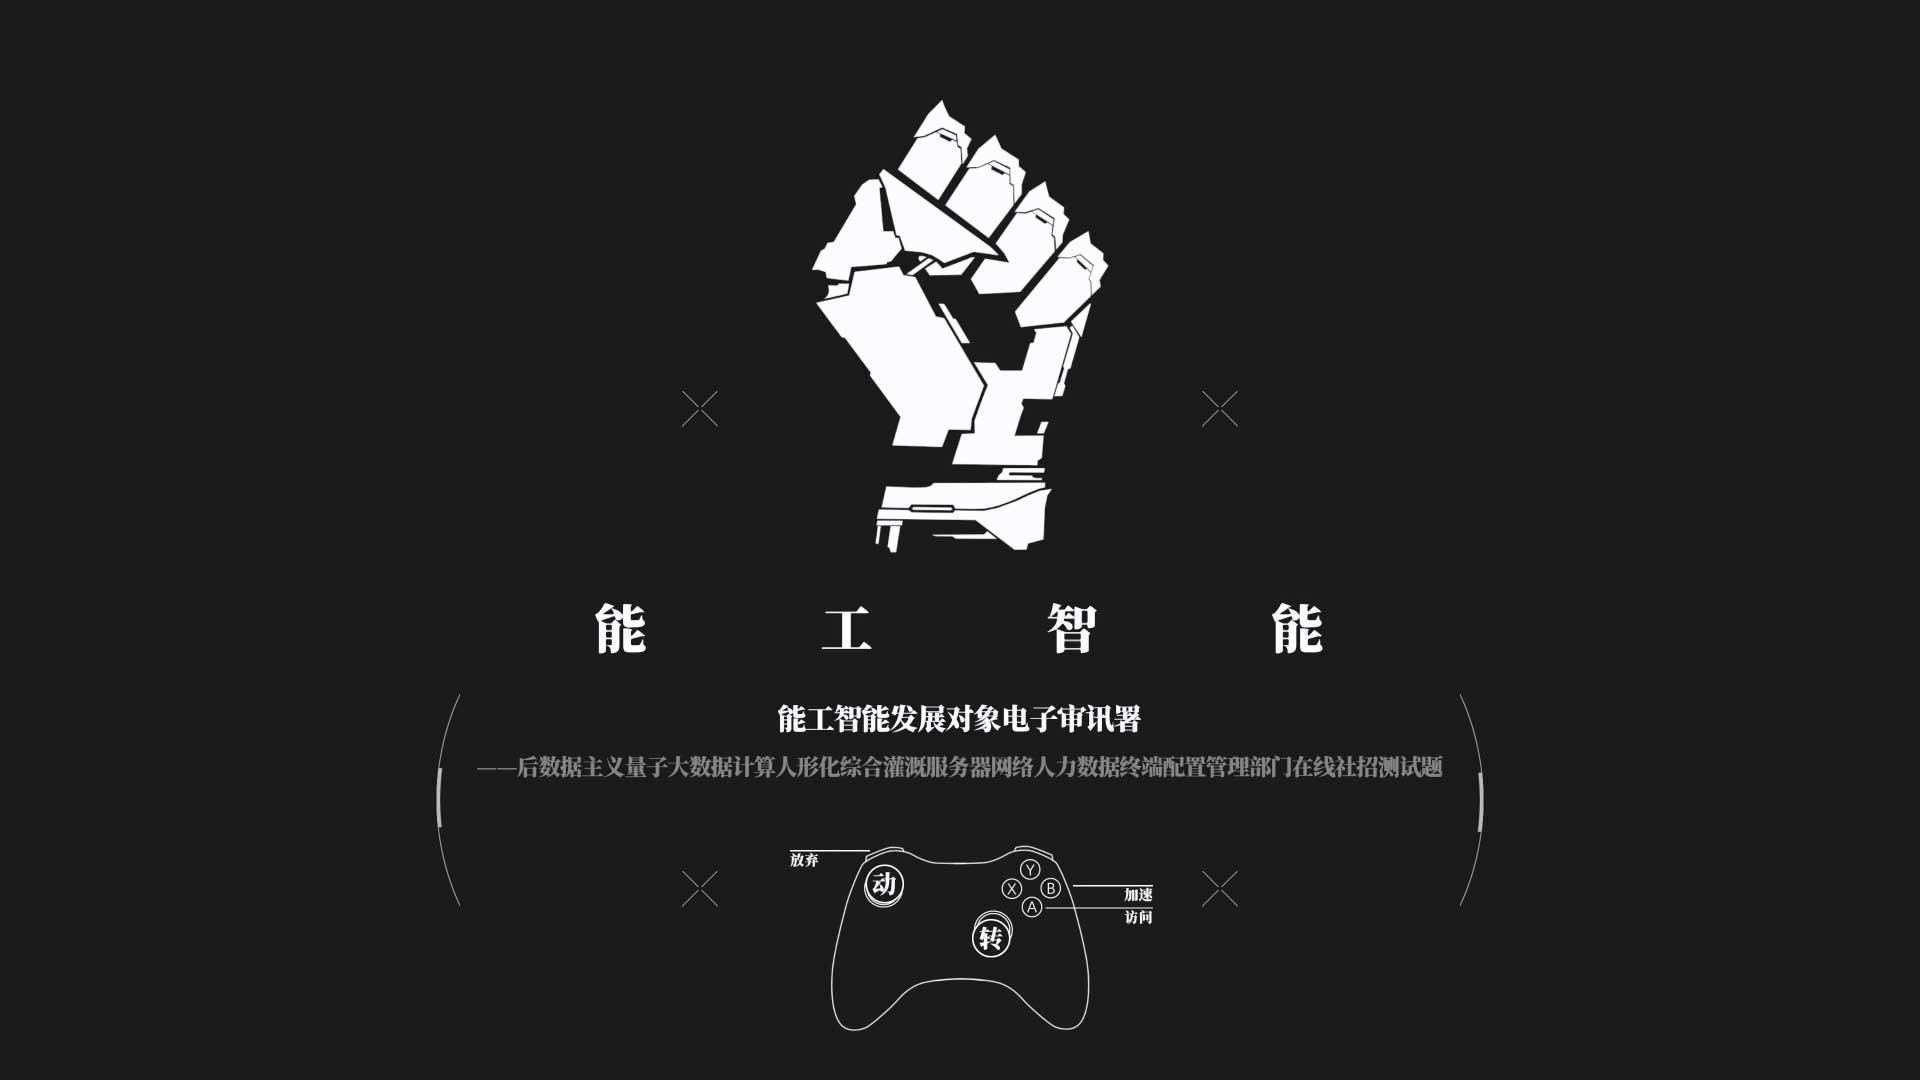 能工智能
能工智能发展对象电子审讯署
——后数据主义量子大数据计算人形化综合灌溉服务器网络人力数据终端配置管理部门在线社招测试题
放弃
动
Y
X
B
A
加速
访问
转